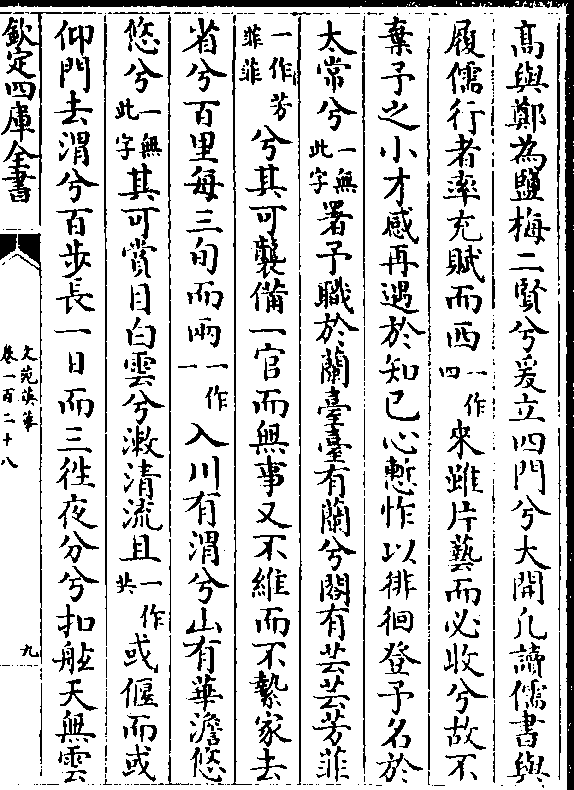 高與鄭為鹽梅二賢兮爰立四門兮大開凡讀儒書與
履儒行者率充賦而西一作四來雖片藝而必收兮故不
棄予之小才感再遇於知己心慙怍以徘徊登予名於
太常兮一無此字署予職於蘭臺臺有蘭兮閣有芸芸芳菲
一作芳菲菲兮其可襲備一官而無事又不維而不縶家去
省兮百里每三旬而兩一作一入川有渭兮山有華澹悠
悠兮一無此字其可賞目白雲兮漱清流且一作共或偃而或
仰門去渭兮百步長一日而三徃夜分兮扣舷天無雲
欽定四庫全書
文苑英華
卷一百二十八
九